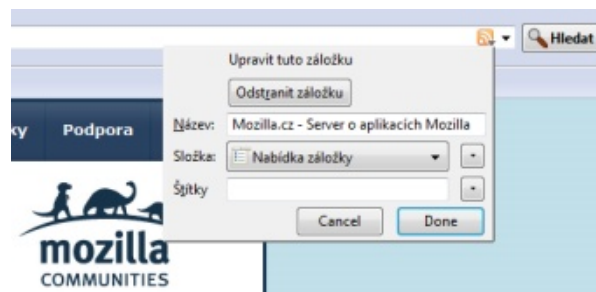 Hledat
Upravit tuto záložku
Odstranit záložku
ky Podpora
Název: Mozilla.cz - Server o aplikacích Mozilla
Složka: Nabídka záložky
Štítky
Cancel Done
mozilla
COMMUNITIES